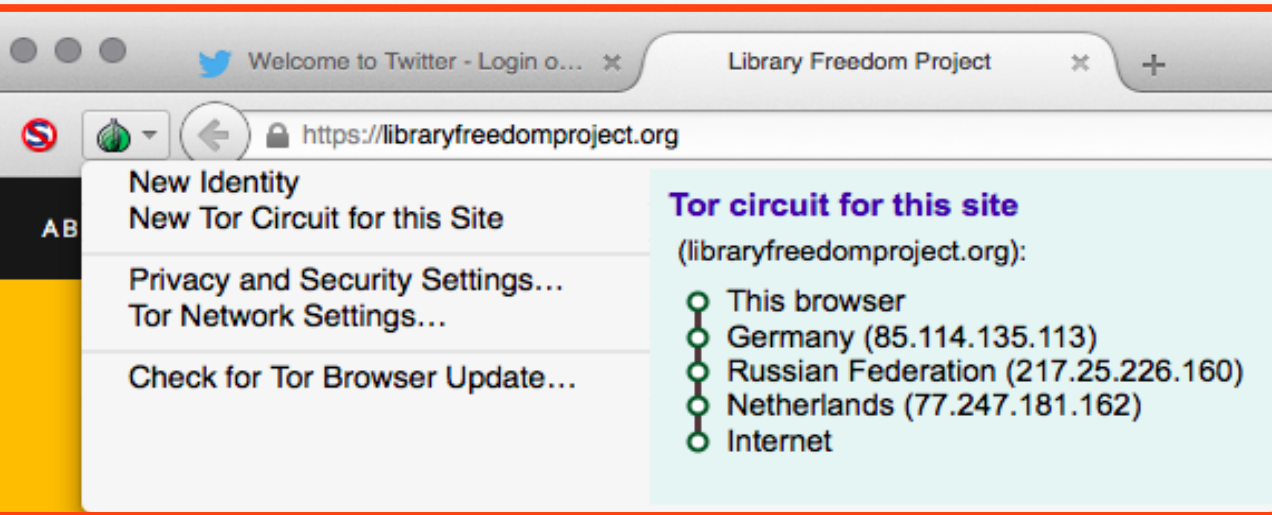 Welcome to Twitter - Login o...
Library Freedom Project
https://libraryfreedomproject.org
AB
New Identity
New Tor Circuit for this Site
Privacy and Security Settings...
Tor Network Settings...
Check for Tor Browser Update...
Tor circuit for this site
(libraryfreedomproject.org):
This browser
Germany (85.114.135.113)
Russian Federation (217.25.226.160)
Netherlands (77.247.181.162)
Internet